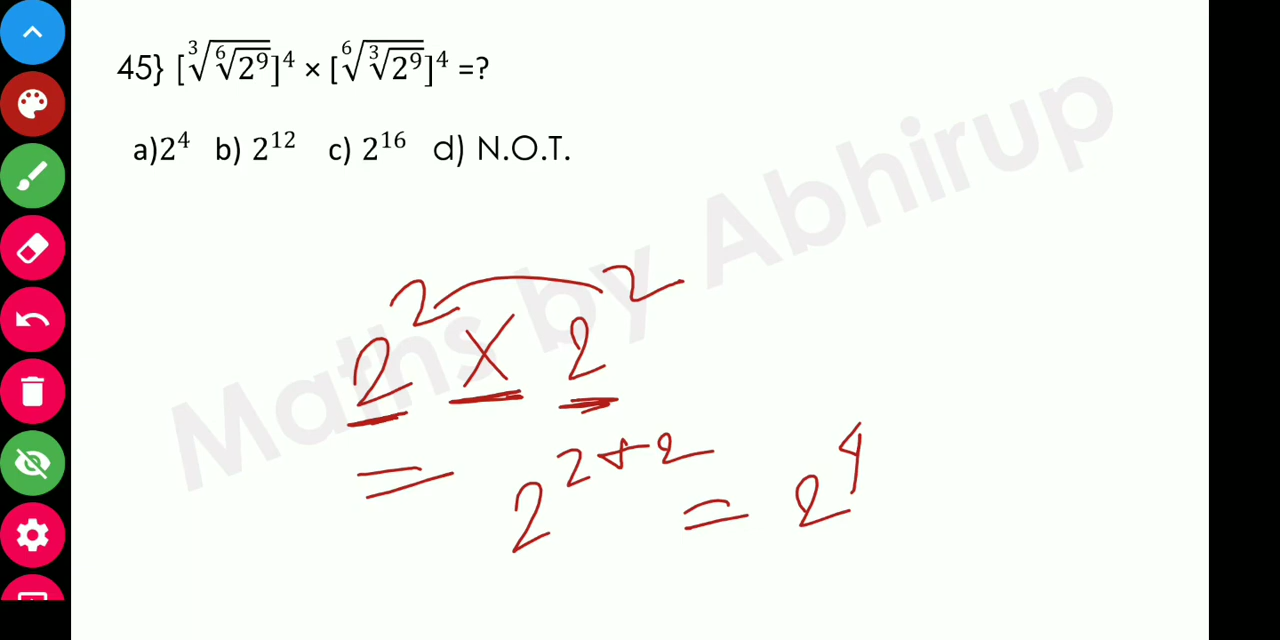 45} [∛(⁶√2⁹)]⁴ × [⁶√(∛2⁹)]⁴ =?
a)2⁴ b) 2¹² c) 2¹⁶ d) N.O.T.
Maths by Abhirup
2² × 2²
= 2²⁺² = 2⁴